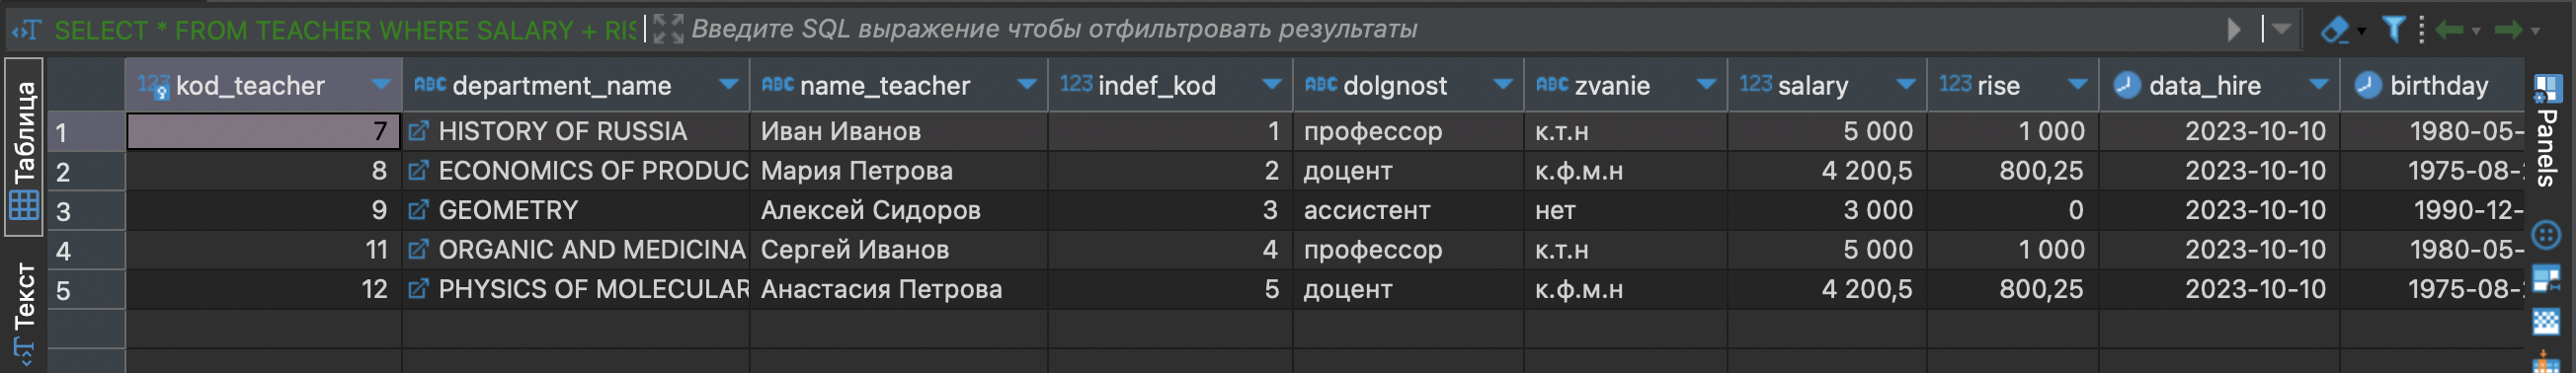 SELECT * FROM TEACHER WHERE SALARY + RIS Введите SQL выражение чтобы отфильтровать результаты
Таблица
Текст
123 kod_teacher ABC department_name ABC name_teacher 123 indef_kod ABC dolgnost ABC zvanie 123 salary 123 rise data_hire birthday
1 7 HISTORY OF RUSSIA Иван Иванов 1 профессор к.т.н 5 000 1 000 2023-10-10 1980-05-
2 8 ECONOMICS OF PRODUC Мария Петрова 2 доцент к.ф.м.н 4 200,5 800,25 2023-10-10 1975-08-
3 9 GEOMETRY Алексей Сидоров 3 ассистент нет 3 000 0 2023-10-10 1990-12-
4 11 ORGANIC AND MEDICINA Сергей Иванов 4 профессор к.т.н 5 000 1 000 2023-10-10 1980-05-
5 12 PHYSICS OF MOLECULAR Анастасия Петрова 5 доцент к.ф.м.н 4 200,5 800,25 2023-10-10 1975-08-
Panels